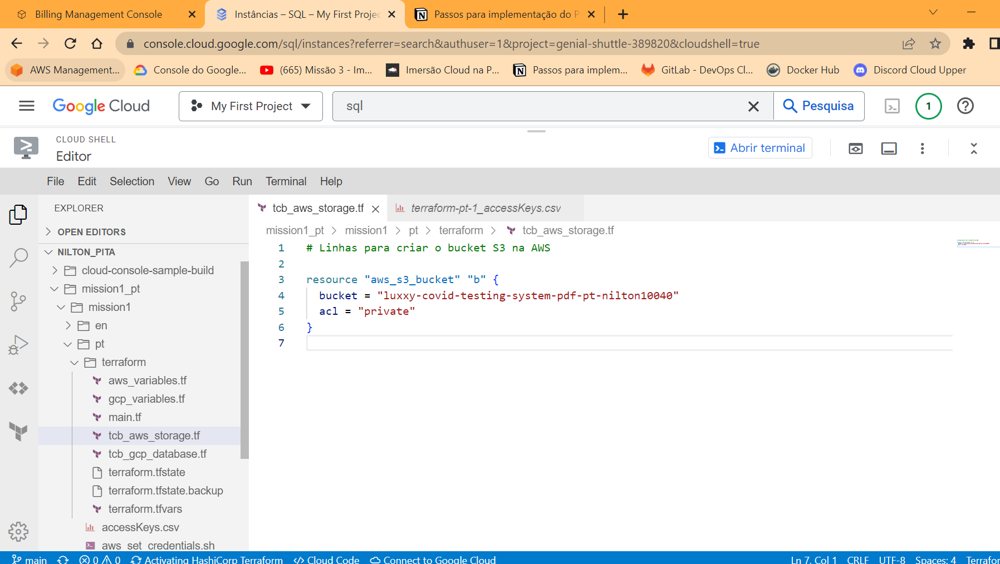 Billing Management Console
Instâncias – SQL – My First Projec
Passos para implementação do P
console.cloud.google.com/sql/instances?referrer=search&authuser=1&project=genial-shuttle-389820&cloudshell=true
AWS Management...
Console do Google...
(665) Missão 3 - Im...
Imersão Cloud na P...
Passos para implem...
GitLab - DevOps Cl...
Docker Hub
Discord Cloud Upper
Google Cloud
My First Project
sql
Pesquisa
1
CLOUD SHELL
Editor
Abrir terminal
File Edit Selection View Go Run Terminal Help
EXPLORER
OPEN EDITORS
NILTON_PITA
cloud-console-sample-build
mission1_pt
mission1
en
pt
terraform
aws_variables.tf
gcp_variables.tf
main.tf
tcb_aws_storage.tf
tcb_gcp_database.tf
terraform.tfstate
terraform.tfstate.backup
terraform.tfvars
accessKeys.csv
aws_set_credentials.sh
tcb_aws_storage.tf
terraform-pt-1_accessKeys.csv
mission1_pt > mission1 > pt > terraform > tcb_aws_storage.tf
1 # Linhas para criar o bucket S3 na AWS
2
3 resource "aws_s3_bucket" "b" {
4 bucket = "luxxy-covid-testing-system-pdf-pt-nilton10040"
5 acl = "private"
6 }
7
main 0 0 Activating HashiCorp Terraform Cloud Code Connect to Google Cloud
Ln 7, Col 1 CRLF UTF-8 Spaces: 4 Terrafor